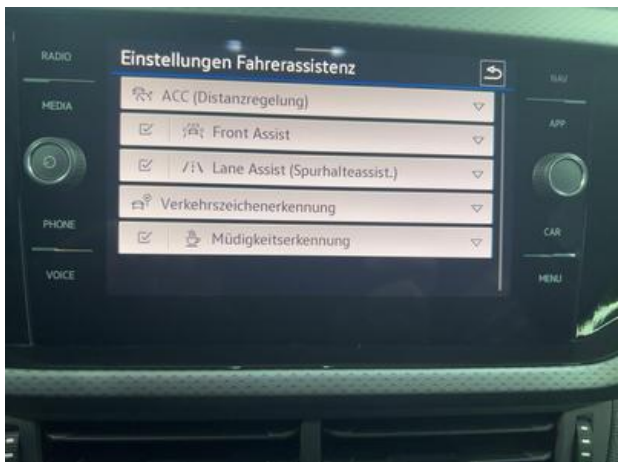 RADIO
MEDIA
PHONE
VOICE
Einstellungen Fahrerassistenz
ACC (Distanzregelung)
Front Assist
Lane Assist (Spurhalteassist.)
Verkehrszeichenerkennung
Müdigkeitserkennung
NAV
APP
CAR
MENU